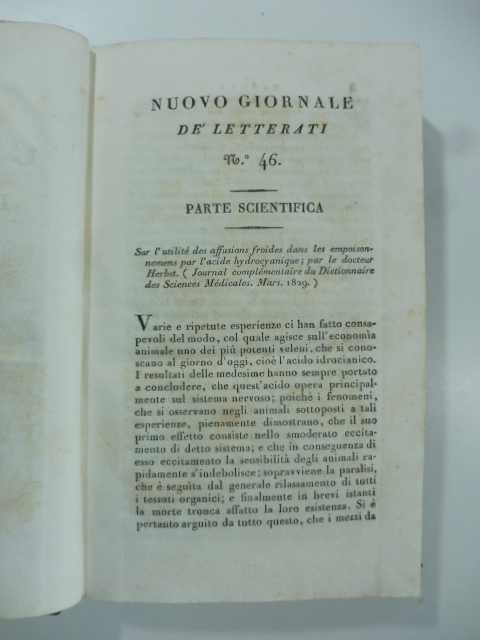 NUOVO GIORNALE
DE' LETTERATI
N.° 46.
PARTE SCIENTIFICA
Sur l'utilité des affusions froides dans les empoison-
nemens par l'acide hydrocyanique; par le docteur
Herbst. ( Journal complémentaire du Dictionnaire
des Sciences Médicales. Mars. 1829. )
Varie e ripetute esperienze ci han fatto consa-
pevoli del modo, col quale agisce sull'economia
animale uno dei più potenti veleni, che si cono-
scano al giorno d'oggi, cioè l'acido idrocianico.
I resultati delle medesime hanno sempre portato
a concludere, che quest'acido opera principal-
mente sul sistema nervoso; poichè i fenomeni,
che si osservano negli animali sottoposti a tali
esperienze, pienamente dimostrano, che il suo
primo effetto consiste nello smoderato eccita-
mento di detto sistema; e che in conseguenza di
esso eccitamento la sensibilità degli animali ra-
pidamente s'indebolisce; sopravviene la paralisi,
che è seguìta dal generale rilassamento di tutti
i tessuti organici; e finalmente in brevi istanti
la morte tronca affatto la loro esistenza. Si è
pertanto arguito da tutto questo, che i mezzi da